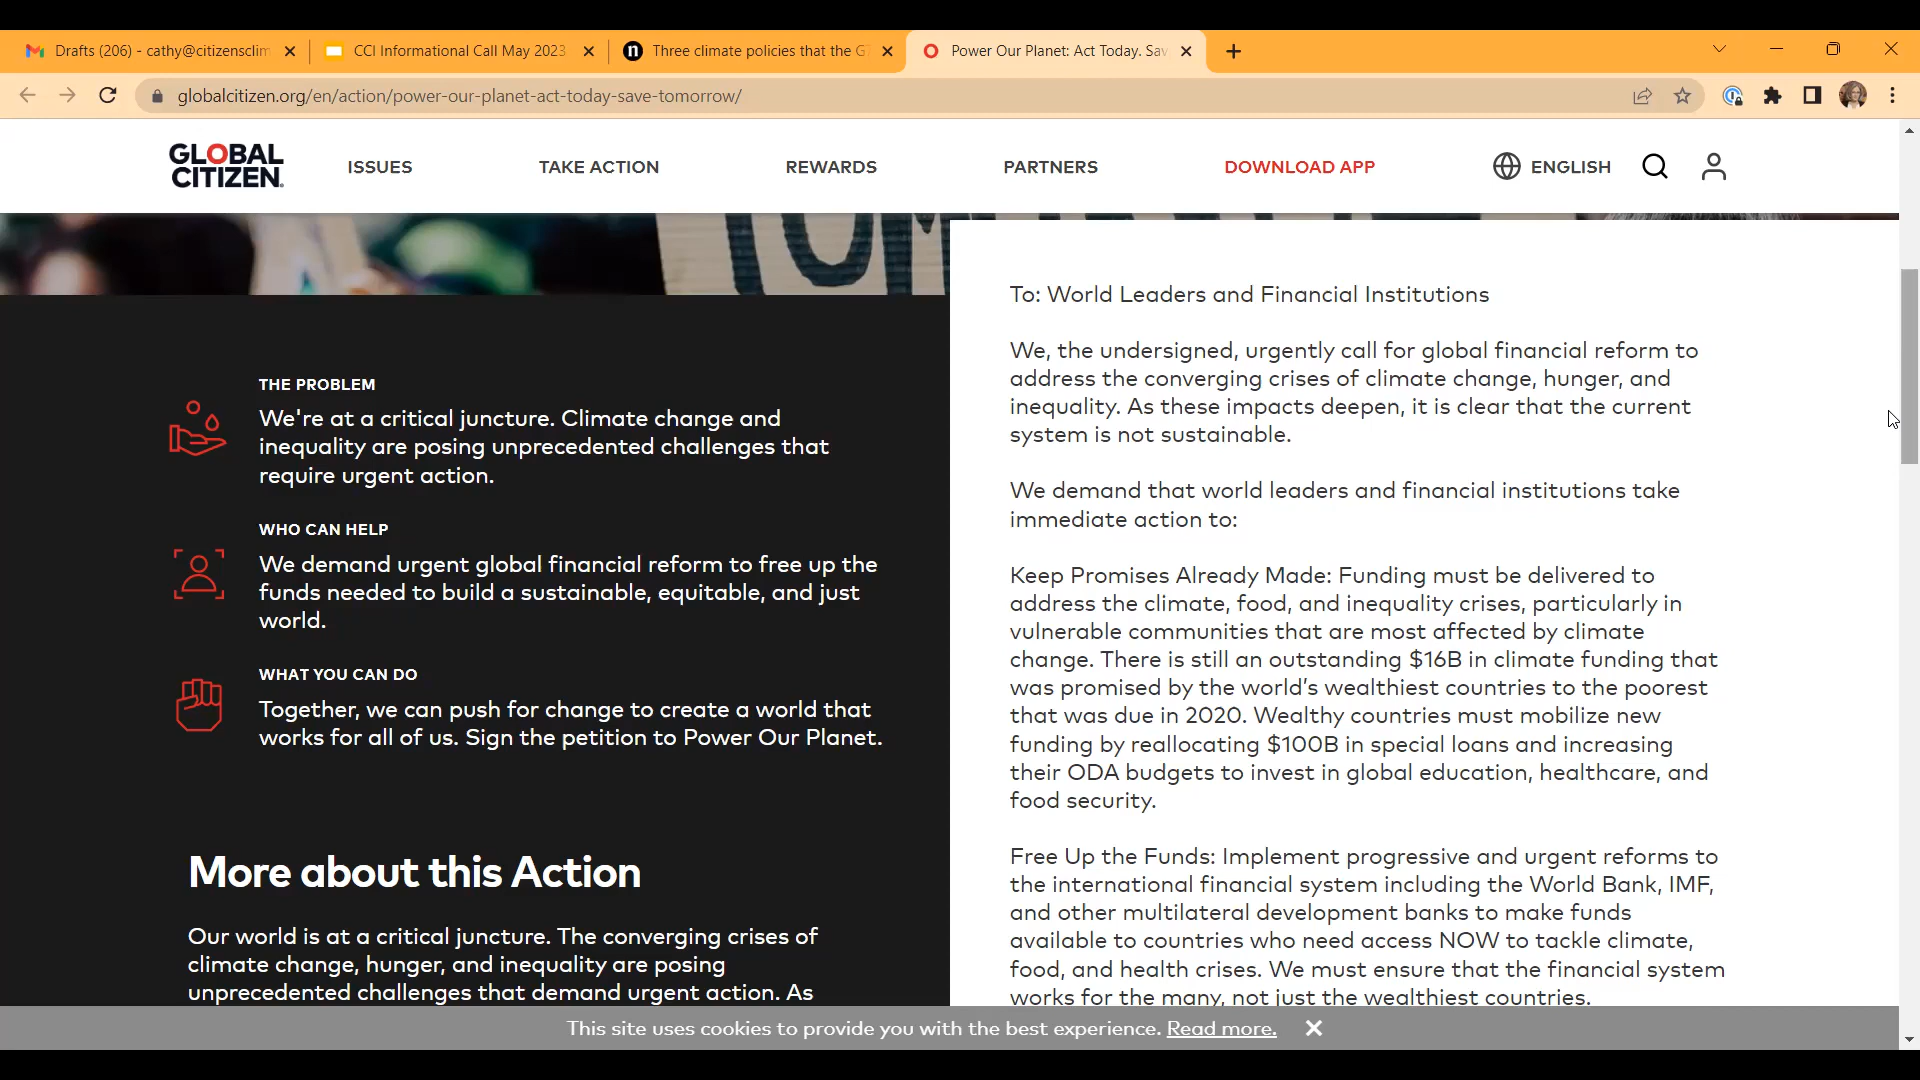 Drafts (206) - cathy@citizensclim
CCI Informational Call May 2023
Three climate policies that the G7
Power Our Planet: Act Today. Sav
globalcitizen.org/en/action/power-our-planet-act-today-save-tomorrow/
GLOBAL
CITIZEN.
ISSUES
TAKE ACTION
REWARDS
PARTNERS
DOWNLOAD APP
ENGLISH
THE PROBLEM
We're at a critical juncture. Climate change and
inequality are posing unprecedented challenges that
require urgent action.
WHO CAN HELP
We demand urgent global financial reform to free up the
funds needed to build a sustainable, equitable, and just
world.
WHAT YOU CAN DO
Together, we can push for change to create a world that
works for all of us. Sign the petition to Power Our Planet.
More about this Action
Our world is at a critical juncture. The converging crises of
climate change, hunger, and inequality are posing
unprecedented challenges that demand urgent action. As
To: World Leaders and Financial Institutions
We, the undersigned, urgently call for global financial reform to
address the converging crises of climate change, hunger, and
inequality. As these impacts deepen, it is clear that the current
system is not sustainable.
We demand that world leaders and financial institutions take
immediate action to:
Keep Promises Already Made: Funding must be delivered to
address the climate, food, and inequality crises, particularly in
vulnerable communities that are most affected by climate
change. There is still an outstanding $16B in climate funding that
was promised by the world’s wealthiest countries to the poorest
that was due in 2020. Wealthy countries must mobilize new
funding by reallocating $100B in special loans and increasing
their ODA budgets to invest in global education, healthcare, and
food security.
Free Up the Funds: Implement progressive and urgent reforms to
the international financial system including the World Bank, IMF,
and other multilateral development banks to make funds
available to countries who need access NOW to tackle climate,
food, and health crises. We must ensure that the financial system
works for the many, not just the wealthiest countries.
This site uses cookies to provide you with the best experience. Read more.